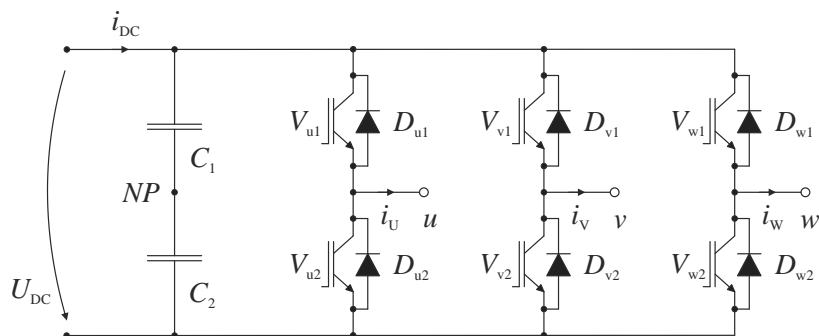 i_DC
V_u1 D_u1 V_v1 D_v1 V_w1 D_w1
C_1
NP
i_U u i_V v i_W w
V_u2 D_u2 V_v2 D_v2 V_w2 D_w2
U_DC C_2